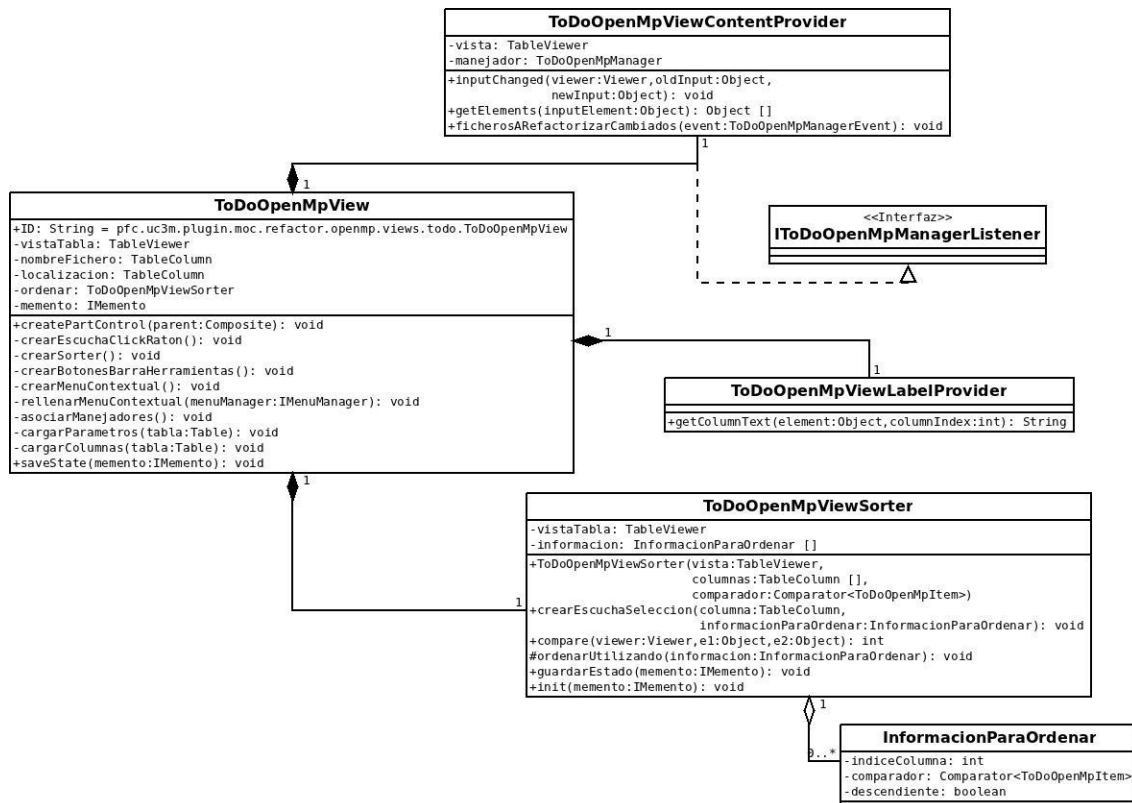 ToDoOpenMpViewContentProvider
-vista: TableViewer
-manejador: ToDoOpenMpManager
+inputChanged(viewer:Viewer,oldInput:Object,
newInput:Object): void
+getElements(inputElement:Object): Object []
+ficherosARefactorizarCambiados(event:ToDoOpenMpManagerEvent): void
1
1
ToDoOpenMpView
+ID: String = pfc.uc3m.plugin.moc.refactor.openmp.views.todo.ToDoOpenMpView
-vistaTabla: TableViewer
-nombreFichero: TableColumn
-localizacion: TableColumn
-ordenar: ToDoOpenMpViewSorter
-memento: IMemento
+createPartControl(parent:Composite): void
-crearEscuchaClickRaton(): void
-crearSorter(): void
-crearBotonesBarraHerramientas(): void
-crearMenuContextual(): void
-rellenarMenuContextual(menuManager:IMenuManager): void
-asociarManejadores(): void
-cargarParametros(tabla:Table): void
-cargarColumnas(tabla:Table): void
+saveState(memento:IMemento): void
<<Interfaz>>
IToDoOpenMpManagerListener
1
1
ToDoOpenMpViewLabelProvider
+getColumnText(element:Object,columnIndex:int): String
1
1
ToDoOpenMpViewSorter
-vistaTabla: TableViewer
-informacion: InformacionParaOrdenar []
+ToDoOpenMpViewSorter(vista:TableViewer,
columnas:TableColumn [],
comparador:Comparator<ToDoOpenMpItem>)
+crearEscuchaSeleccion(columna:TableColumn,
informacionParaOrdenar:InformacionParaOrdenar): void
+compare(viewer:Viewer,e1:Object,e2:Object): int
#ordenarUtilizando(informacion:InformacionParaOrdenar): void
+guardarEstado(memento:IMemento): void
+init(memento:IMemento): void
1
0..*
InformacionParaOrdenar
-indiceColumna: int
-comparador: Comparator<ToDoOpenMpItem>
-descendiente: boolean